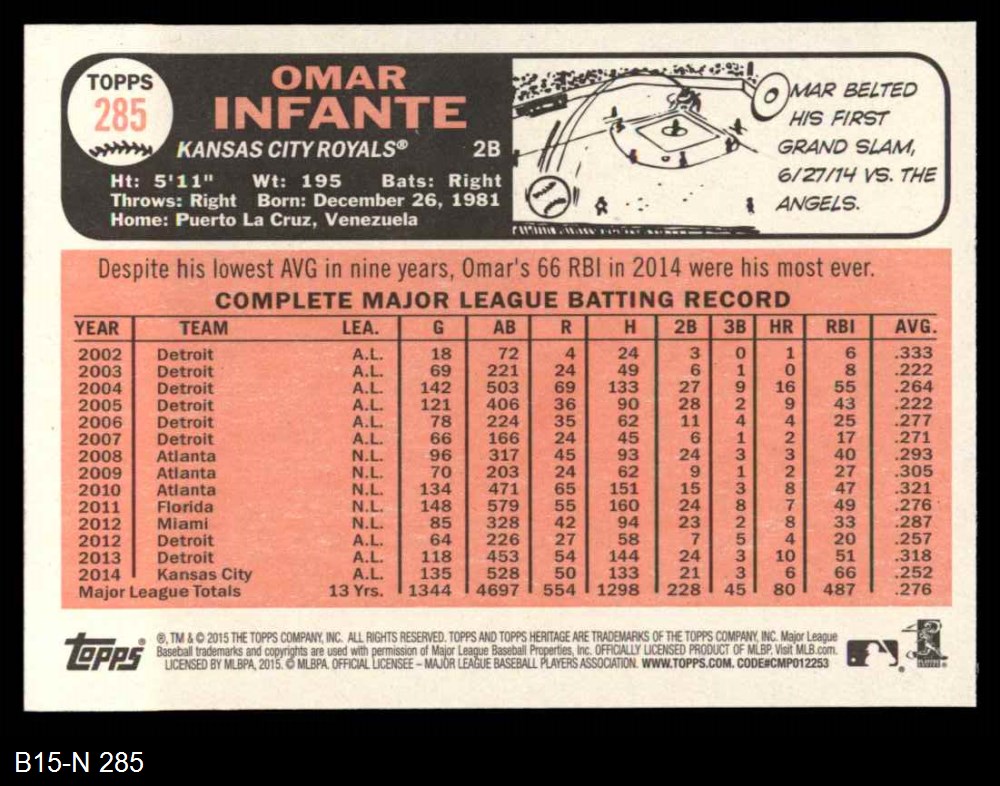 TOPPS
285
OMAR
INFANTE
KANSAS CITY ROYALS® 2B
Ht: 5'11" Wt: 195 Bats: Right
Throws: Right Born: December 26, 1981
Home: Puerto La Cruz, Venezuela
OMAR BELTED
HIS FIRST
GRAND SLAM,
6/27/14 VS. THE
ANGELS.
Despite his lowest AVG in nine years, Omar's 66 RBI in 2014 were his most ever.
COMPLETE MAJOR LEAGUE BATTING RECORD
YEAR TEAM LEA. G AB R H 2B 3B HR RBI AVG.
2002 Detroit A.L. 18 72 4 24 3 0 1 6 .333
2003 Detroit A.L. 69 221 24 49 6 1 0 8 .222
2004 Detroit A.L. 142 503 69 133 27 9 16 55 .264
2005 Detroit A.L. 121 406 36 90 28 2 9 43 .222
2006 Detroit A.L. 78 224 35 62 11 4 4 25 .277
2007 Detroit A.L. 66 166 24 45 6 1 2 17 .271
2008 Atlanta N.L. 96 317 45 93 24 3 3 40 .293
2009 Atlanta N.L. 70 203 24 62 9 1 2 27 .305
2010 Atlanta N.L. 134 471 65 151 15 3 8 47 .321
2011 Florida N.L. 148 579 55 160 24 8 7 49 .276
2012 Miami N.L. 85 328 42 94 23 2 8 33 .287
2012 Detroit A.L. 64 226 27 58 7 5 4 20 .257
2013 Detroit A.L. 118 453 54 144 24 3 10 51 .318
2014 Kansas City A.L. 135 528 50 133 21 3 6 66 .252
Major League Totals 13 Yrs. 1344 4697 554 1298 228 45 80 487 .276
topps®
®, TM & © 2015 THE TOPPS COMPANY, INC. ALL RIGHTS RESERVED. TOPPS AND TOPPS HERITAGE ARE TRADEMARKS OF THE TOPPS COMPANY, INC. Major League
Baseball trademarks and copyrights are used with permission of Major League Baseball Properties, Inc. OFFICIALLY LICENSED PRODUCT OF MLBP, Visit MLB.com.
LICENSED BY MLBPA, 2015. © MLBPA. OFFICIAL LICENSEE – MAJOR LEAGUE BASEBALL PLAYERS ASSOCIATION. WWW.TOPPS.COM. CODE#CMP012253
B15-N 285